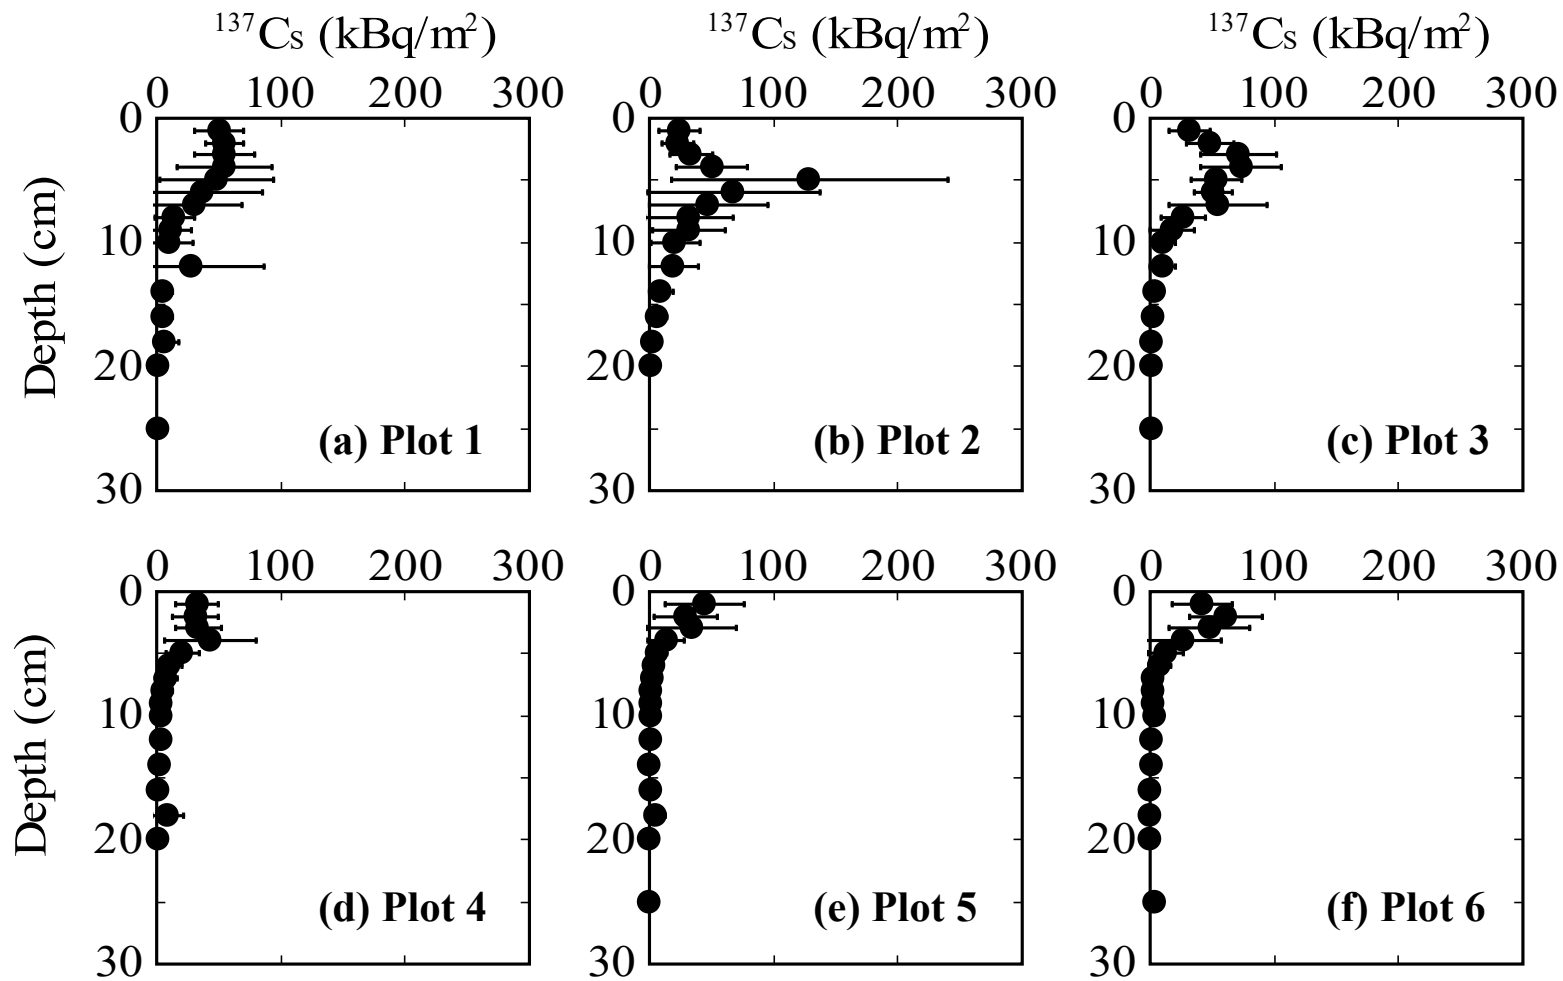 ¹³⁷Cs (kBq/m²) ¹³⁷Cs (kBq/m²) ¹³⁷Cs (kBq/m²)
0 100 200 300 0 100 200 300 0 100 200 300
0 0 0
Depth (cm)
10 10 10
20 20 20
(a) Plot 1 (b) Plot 2 (c) Plot 3
30 30 30
0 100 200 300 0 100 200 300 0 100 200 300
0 0 0
Depth (cm)
10 10 10
20 20 20
(d) Plot 4 (e) Plot 5 (f) Plot 6
30 30 30